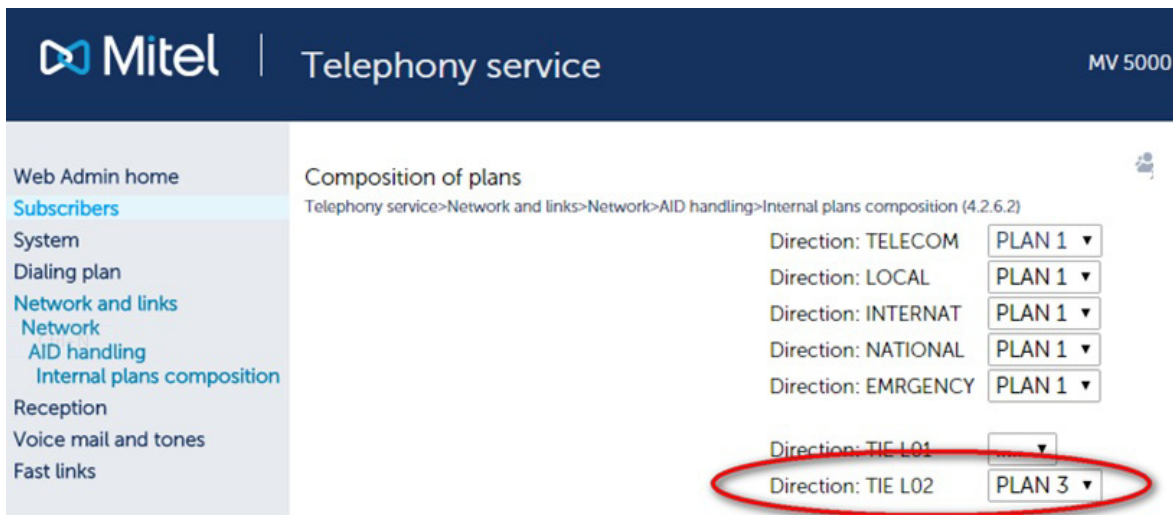 Mitel | Telephony service MV 5000
Web Admin home
Subscribers
System
Dialing plan
Network and links
Network
AID handling
Internal plans composition
Reception
Voice mail and tones
Fast links
Composition of plans
Telephony service>Network and links>Network>AID handling>Internal plans composition (4.2.6.2)
Direction: TELECOM PLAN 1
Direction: LOCAL PLAN 1
Direction: INTERNAT PLAN 1
Direction: NATIONAL PLAN 1
Direction: EMRGENCY PLAN 1
Direction: TIE L01 .....
Direction: TIE L02 PLAN 3